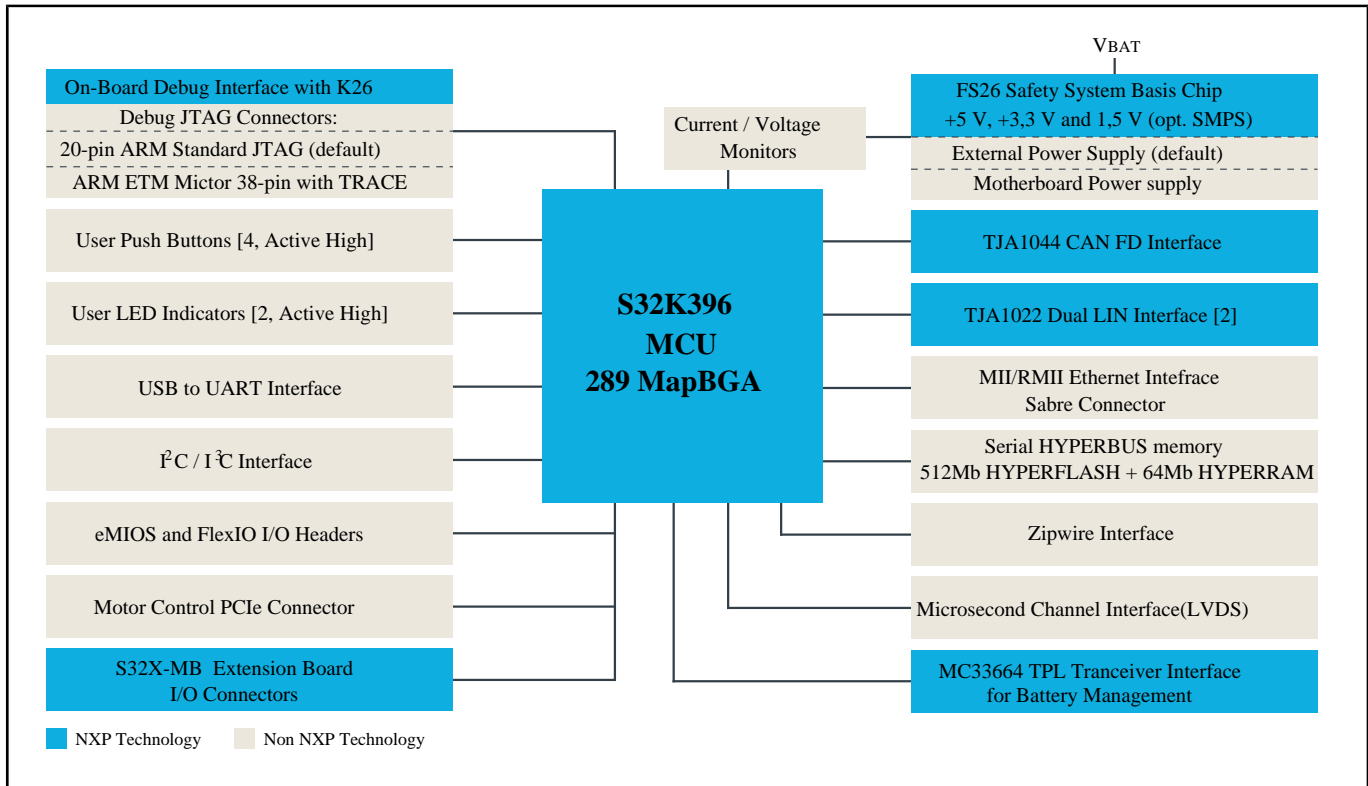 VBAT
On-Board Debug Interface with K26
Debug JTAG Connectors:
20-pin ARM Standard JTAG (default)
ARM ETM Mictor 38-pin with TRACE
User Push Buttons [4, Active High]
User LED Indicators [2, Active High]
USB to UART Interface
I²C / I³C Interface
eMIOS and FlexIO I/O Headers
Motor Control PCIe Connector
S32X-MB Extension Board
I/O Connectors
Current / Voltage
Monitors
S32K396
MCU
289 MapBGA
FS26 Safety System Basis Chip
+5 V, +3,3 V and 1,5 V (opt. SMPS)
External Power Supply (default)
Motherboard Power supply
TJA1044 CAN FD Interface
TJA1022 Dual LIN Interface [2]
MII/RMII Ethernet Intefrace
Sabre Connector
Serial HYPERBUS memory
512Mb HYPERFLASH + 64Mb HYPERRAM
Zipwire Interface
Microsecond Channel Interface(LVDS)
MC33664 TPL Tranceiver Interface
for Battery Management
NXP Technology
Non NXP Technology